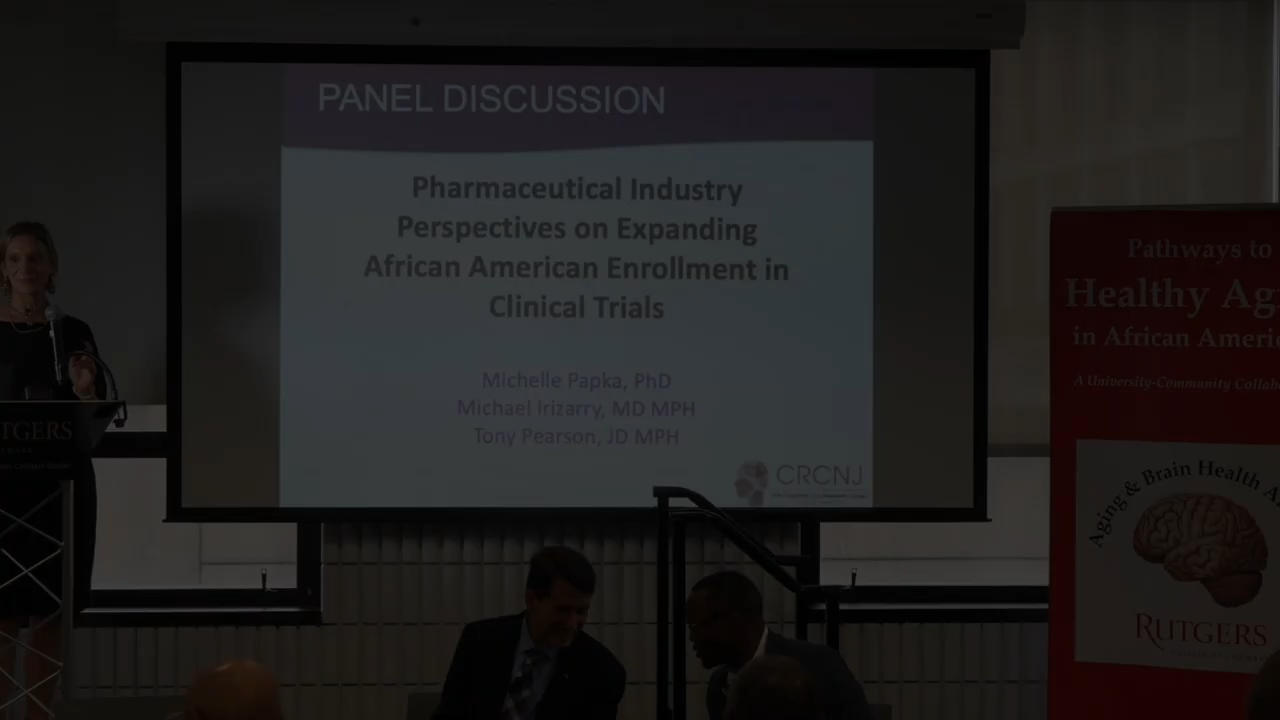 PANEL DISCUSSION
Pharmaceutical Industry
Perspectives on Expanding
African American Enrollment in
Clinical Trials
Michelle Papka, PhD
Michael Irizarry, MD MPH
Tony Pearson, JD MPH
CRCNJ
TGERS
Pathways to
Healthy Ag
in African Ameri
A University-Community Collab
Aging & Brain Health A
RUTGERS